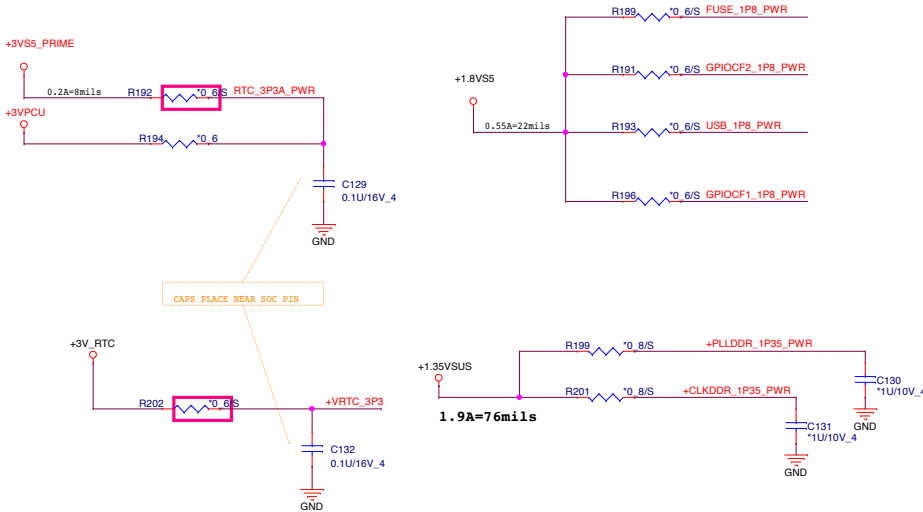 +3VS5_PRIME
0.2A=8mils
R192
*0_6/S
RTC_3P3A_PWR
+3VPCU
R194
*0_6
C129
0.1U/16V_4
GND
CAPS PLACE NEAR SOC PIN
+3V_RTC
R202
*0_6/S
+VRTC_3P3
C132
0.1U/16V_4
GND
R189
*0_6/S
FUSE_1P8_PWR
+1.8VS5
R191
*0_6/S
GPIOCF2_1P8_PWR
0.55A=22mils
R193
*0_6/S
USB_1P8_PWR
R196
*0_6/S
GPIOCF1_1P8_PWR
R199
*0_8/S
+PLLDDR_1P35_PWR
+1.35VSUS
C130
*1U/10V_4
GND
R201
*0_8/S
+CLKDDR_1P35_PWR
1.9A=76mils
C131
*1U/10V_4
GND